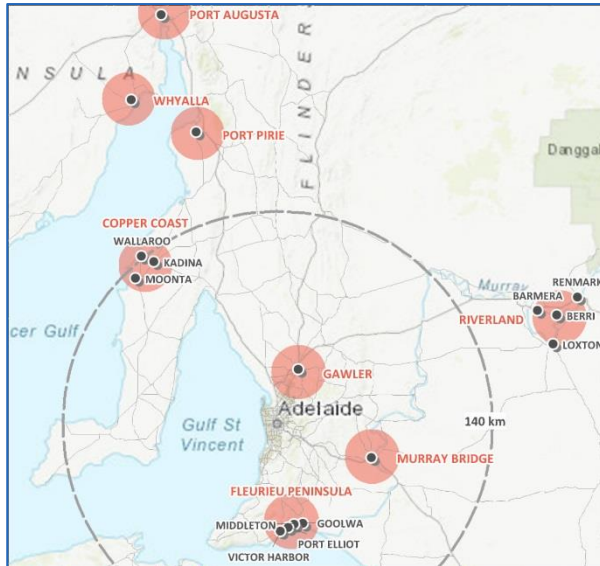 PORT AUGUSTA
N S U L A
WHYALLA
PORT PIRIE
FLINDER
Danggal
COPPER COAST
WALLAROO
KADINA
MOONTA
Murray
RENMARK
BARMERA
RIVERLAND
BERRI
LOXTON
cer Gulf
GAWLER
Adelaide
Gulf St
Vincent
140 km
MURRAY BRIDGE
FLEURIEU PENINSULA
MIDDLETON
GOOLWA
PORT ELLIOT
VICTOR HARBOR